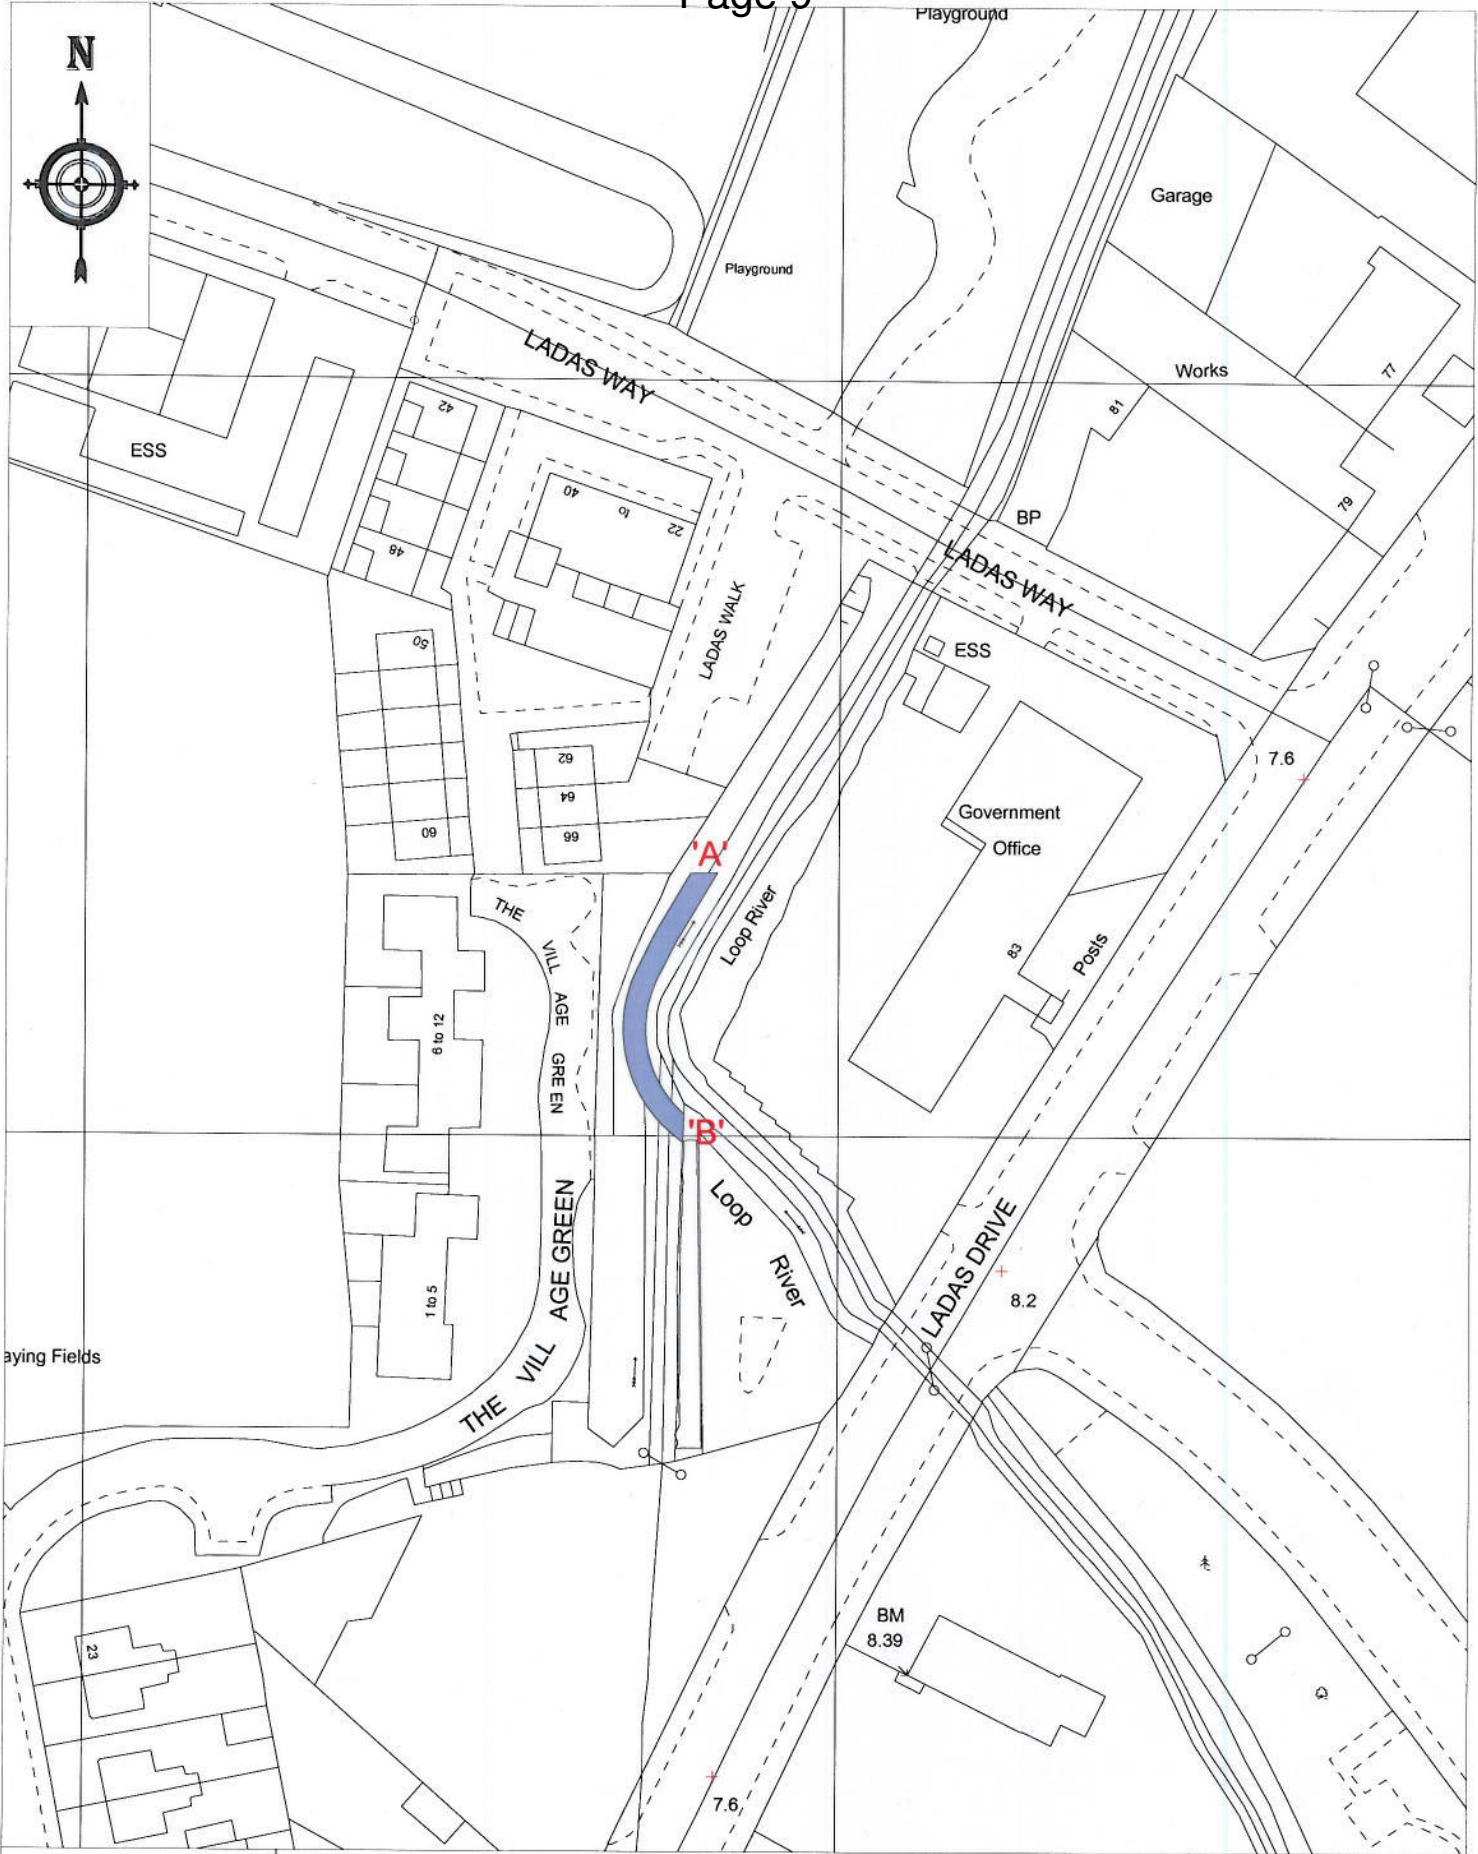 Page 9
Playground
N
Garage
Playground
LADAS WAY
Works
77
42
81
ESS
40
to
22
79
BP
48
LADAS WAY
LADAS WALK
50
ESS
62
7.6
64
Government
60
66
Office
'A'
THE
Loop River
VILL
83
Posts
AGE
6 to 12
GRE EN
'B'
Loop
River
THE VILL AGE GREEN
LADAS DRIVE
8.2
1 to 5
aying Fields
BM
8.39
23
7.6